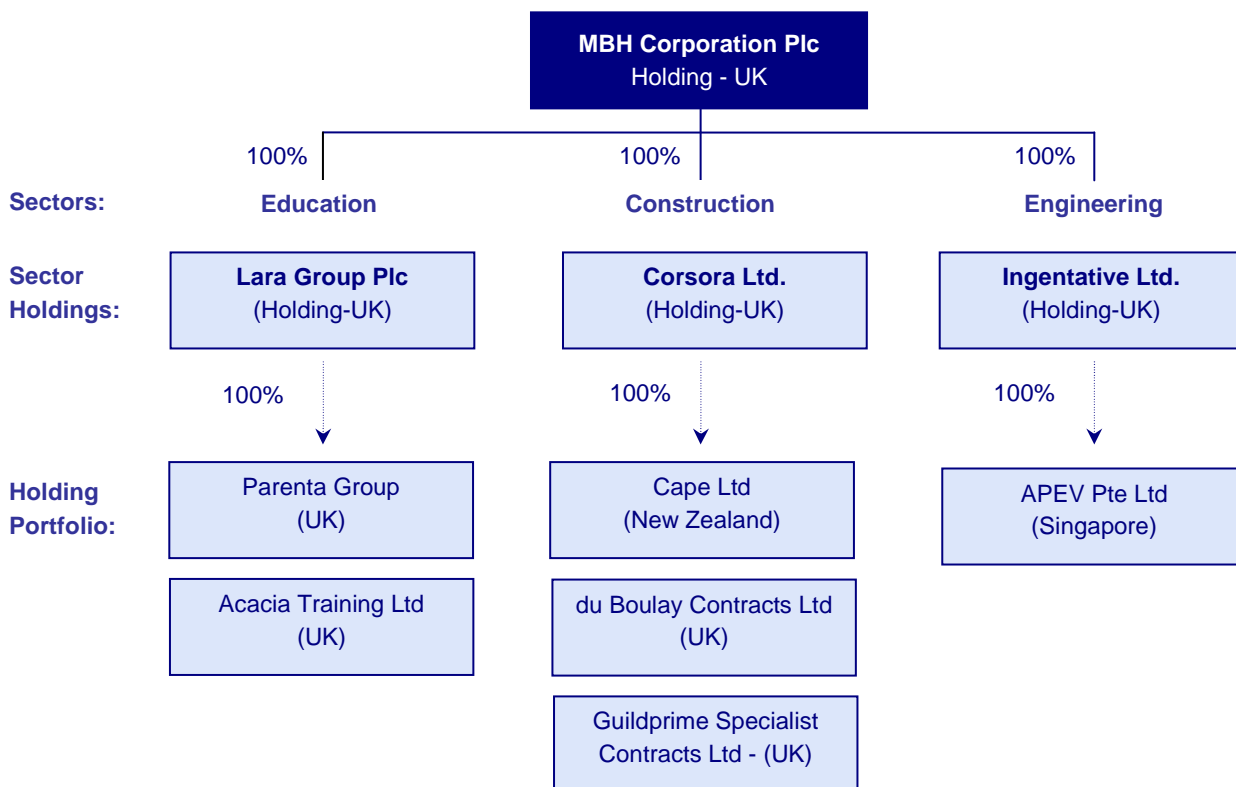 MBH Corporation Plc
Holding - UK
100%
100%
100%
Sectors:
Education
Construction
Engineering
Sector
Holdings:
Lara Group Plc
(Holding-UK)
Corsora Ltd.
(Holding-UK)
Ingentative Ltd.
(Holding-UK)
100%
100%
100%
Holding
Portfolio:
Parenta Group
(UK)
Cape Ltd
(New Zealand)
APEV Pte Ltd
(Singapore)
Acacia Training Ltd
(UK)
du Boulay Contracts Ltd
(UK)
Guildprime Specialist
Contracts Ltd - (UK)